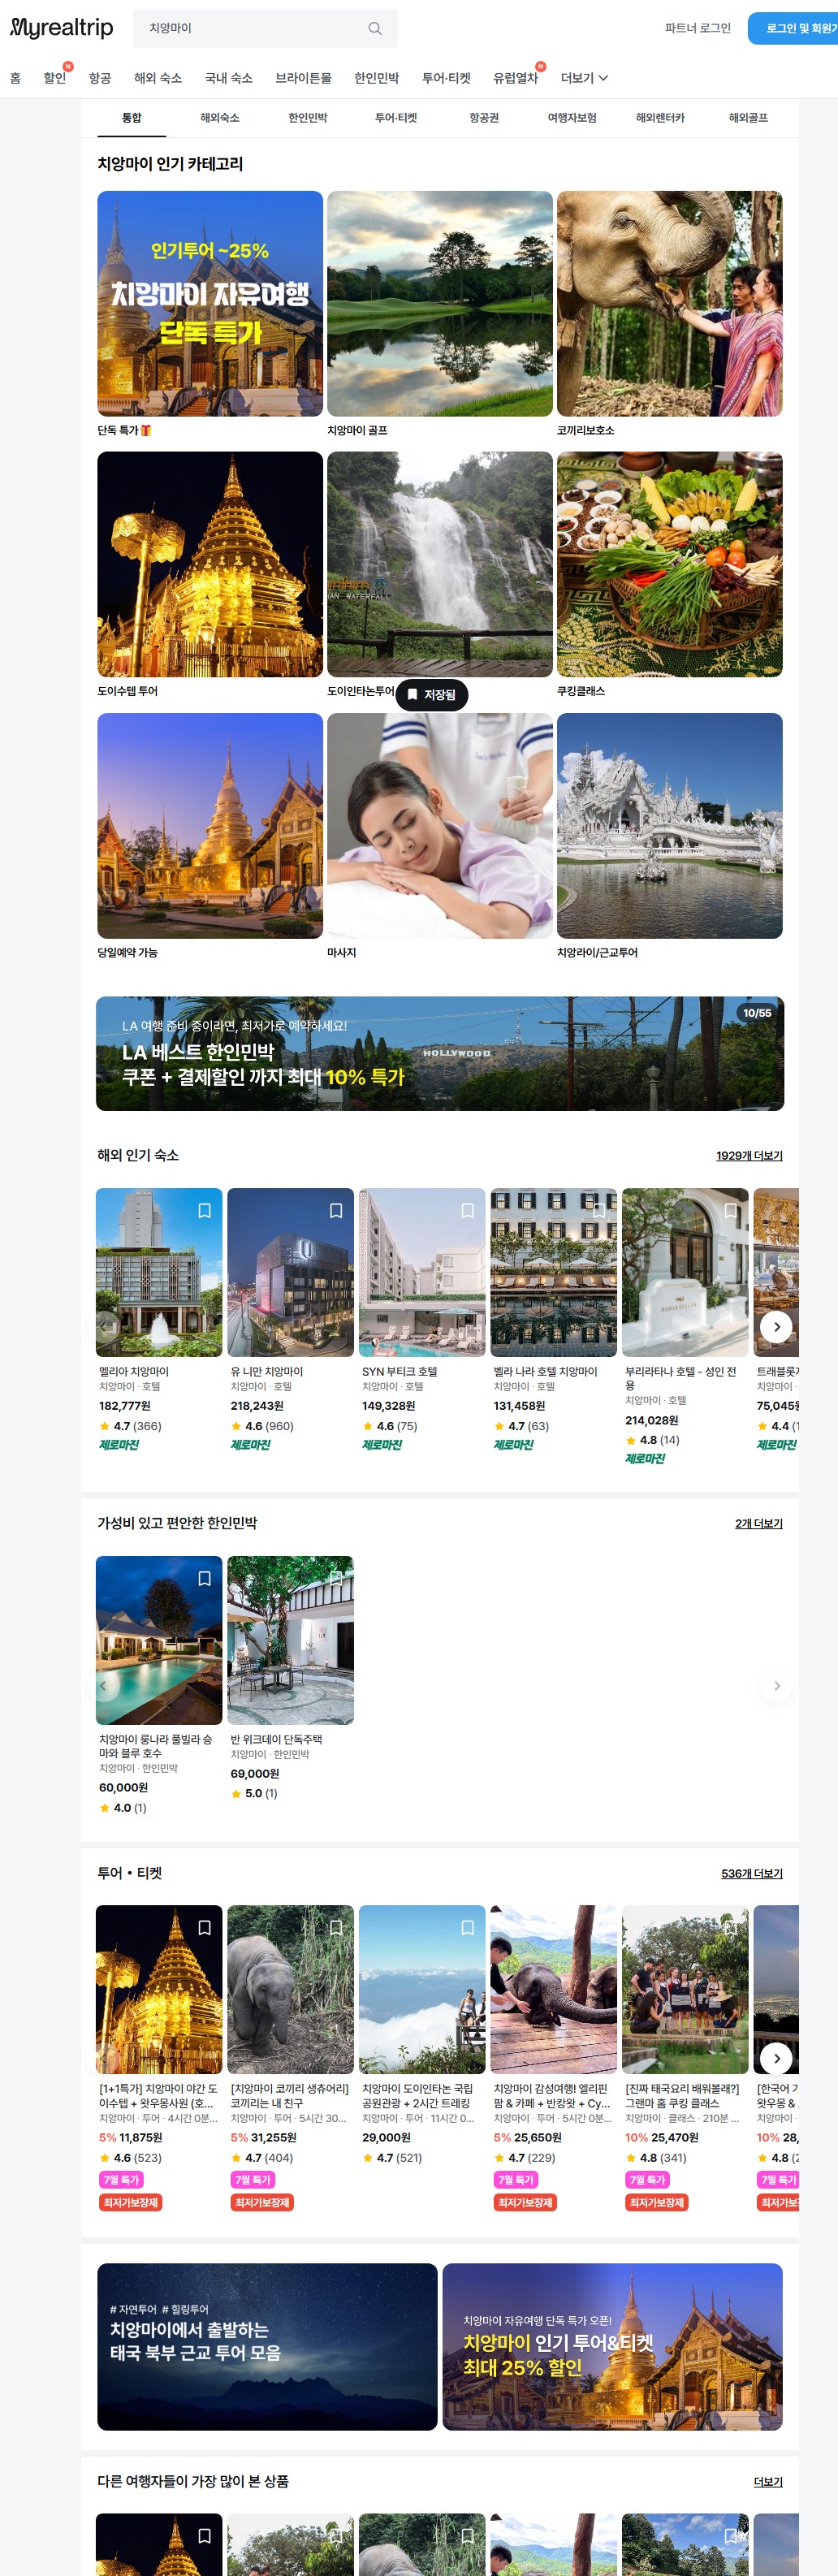 Myrealtrip
치앙마이
파트너 로그인
로그인 및 회원가
홈
할인
N
항공
해외 숙소
국내 숙소
브라이튼몰
한인민박
투어·티켓
유럽열차
N
더보기
통합
해외숙소
한인민박
투어·티켓
항공권
여행자보험
해외렌터카
해외골프
치앙마이 인기 카테고리
인기투어 ~25%
치앙마이 자유여행
단독 특가
단독 특가🎁
치앙마이 골프
코끼리보호소
HAN WATERFALL
도이수텝 투어
도이인타논투어
저장됨
쿠킹클래스
당일예약 가능
마사지
치앙라이/근교투어
10/55
LA 여행 준비 중이라면, 최저가로 예약하세요!
LA 베스트 한인민박
쿠폰 + 결제할인 까지 최대 10% 특가
HOLLYWOOD
해외 인기 숙소
1929개 더보기
멜리아 치앙마이
치앙마이 · 호텔
182,777원
4.7 (366)
제로마진
유 니만 치앙마이
치앙마이 · 호텔
218,243원
4.6 (960)
제로마진
SYN 부티크 호텔
치앙마이 · 호텔
149,328원
4.6 (75)
제로마진
벨라 나라 호텔 치앙마이
치앙마이 · 호텔
131,458원
4.7 (63)
제로마진
부리라타나 호텔 - 성인 전
용
치앙마이 · 호텔
214,028원
4.8 (14)
제로마진
트래블롯지
치앙마이 ·
75,045원
4.4 (1
제로마진
가성비 있고 편안한 한인민박
2개 더보기
치앙마이 룽나라 풀빌라 승
마와 블루 호수
치앙마이 · 한인민박
60,000원
4.0 (1)
반 위크데이 단독주택
치앙마이 · 한인민박
69,000원
5.0 (1)
투어 • 티켓
536개 더보기
[1+1특가] 치앙마이 야간 도
이수텝 + 왓우몽사원 (호...
치앙마이 · 투어 · 4시간 0분...
5% 11,875원
4.6 (523)
7월 특가
최저가보장제
[치앙마이 코끼리 생츄어리]
코끼리는 내 친구
치앙마이 · 투어 · 5시간 30...
5% 31,255원
4.7 (404)
7월 특가
최저가보장제
치앙마이 도이인타논 국립
공원관광 + 2시간 트레킹
치앙마이 · 투어 · 11시간 0...
29,000원
4.7 (521)
치앙마이 감성여행! 엘리핀
팜 & 카페 + 반캉왓 + Cy...
치앙마이 · 투어 · 5시간 0분...
5% 25,650원
4.7 (229)
7월 특가
최저가보장제
[진짜 태국요리 배워볼래?]
그랜마 홈 쿠킹 클래스
치앙마이 · 클래스 · 210분 ...
10% 25,470원
4.8 (341)
7월 특가
최저가보장제
[한국어 가
왓우몽 &
치앙마이 ·
10% 28,
4.8 (2
7월 특가
최저가보장
# 자연투어 # 힐링투어
치앙마이에서 출발하는
태국 북부 근교 투어 모음
치앙마이 자유여행 단독 특가 오픈!
치앙마이 인기 투어&티켓
최대 25% 할인
다른 여행자들이 가장 많이 본 상품
더보기